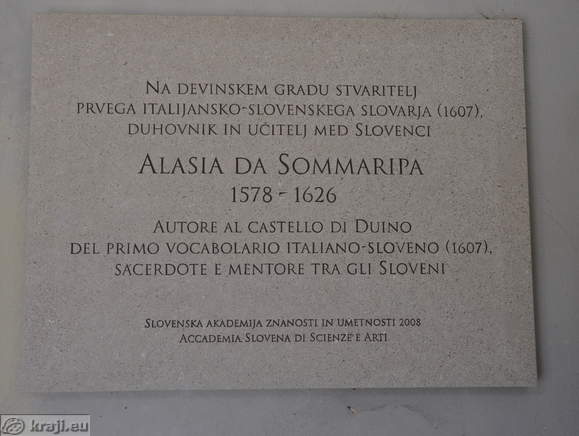 NA DEVINSKEM GRADU STVARITELJ
PRVEGA ITALIJANSKO-SLOVENSKEGA SLOVARJA (1607),
DUHOVNIK IN UČITELJ MED SLOVENCI
ALASIA DA SOMMARIPA
1578 - 1626
AUTORE AL CASTELLO DI DUINO
DEL PRIMO VOCABOLARIO ITALIANO-SLOVENO (1607),
SACERDOTE E MENTORE TRA GLI SLOVENI
SLOVENSKA AKADEMIJA ZNANOSTI IN UMETNOSTI 2008
ACCADEMIA SLOVENA DI SCIENZE E ARTI
kraji.eu